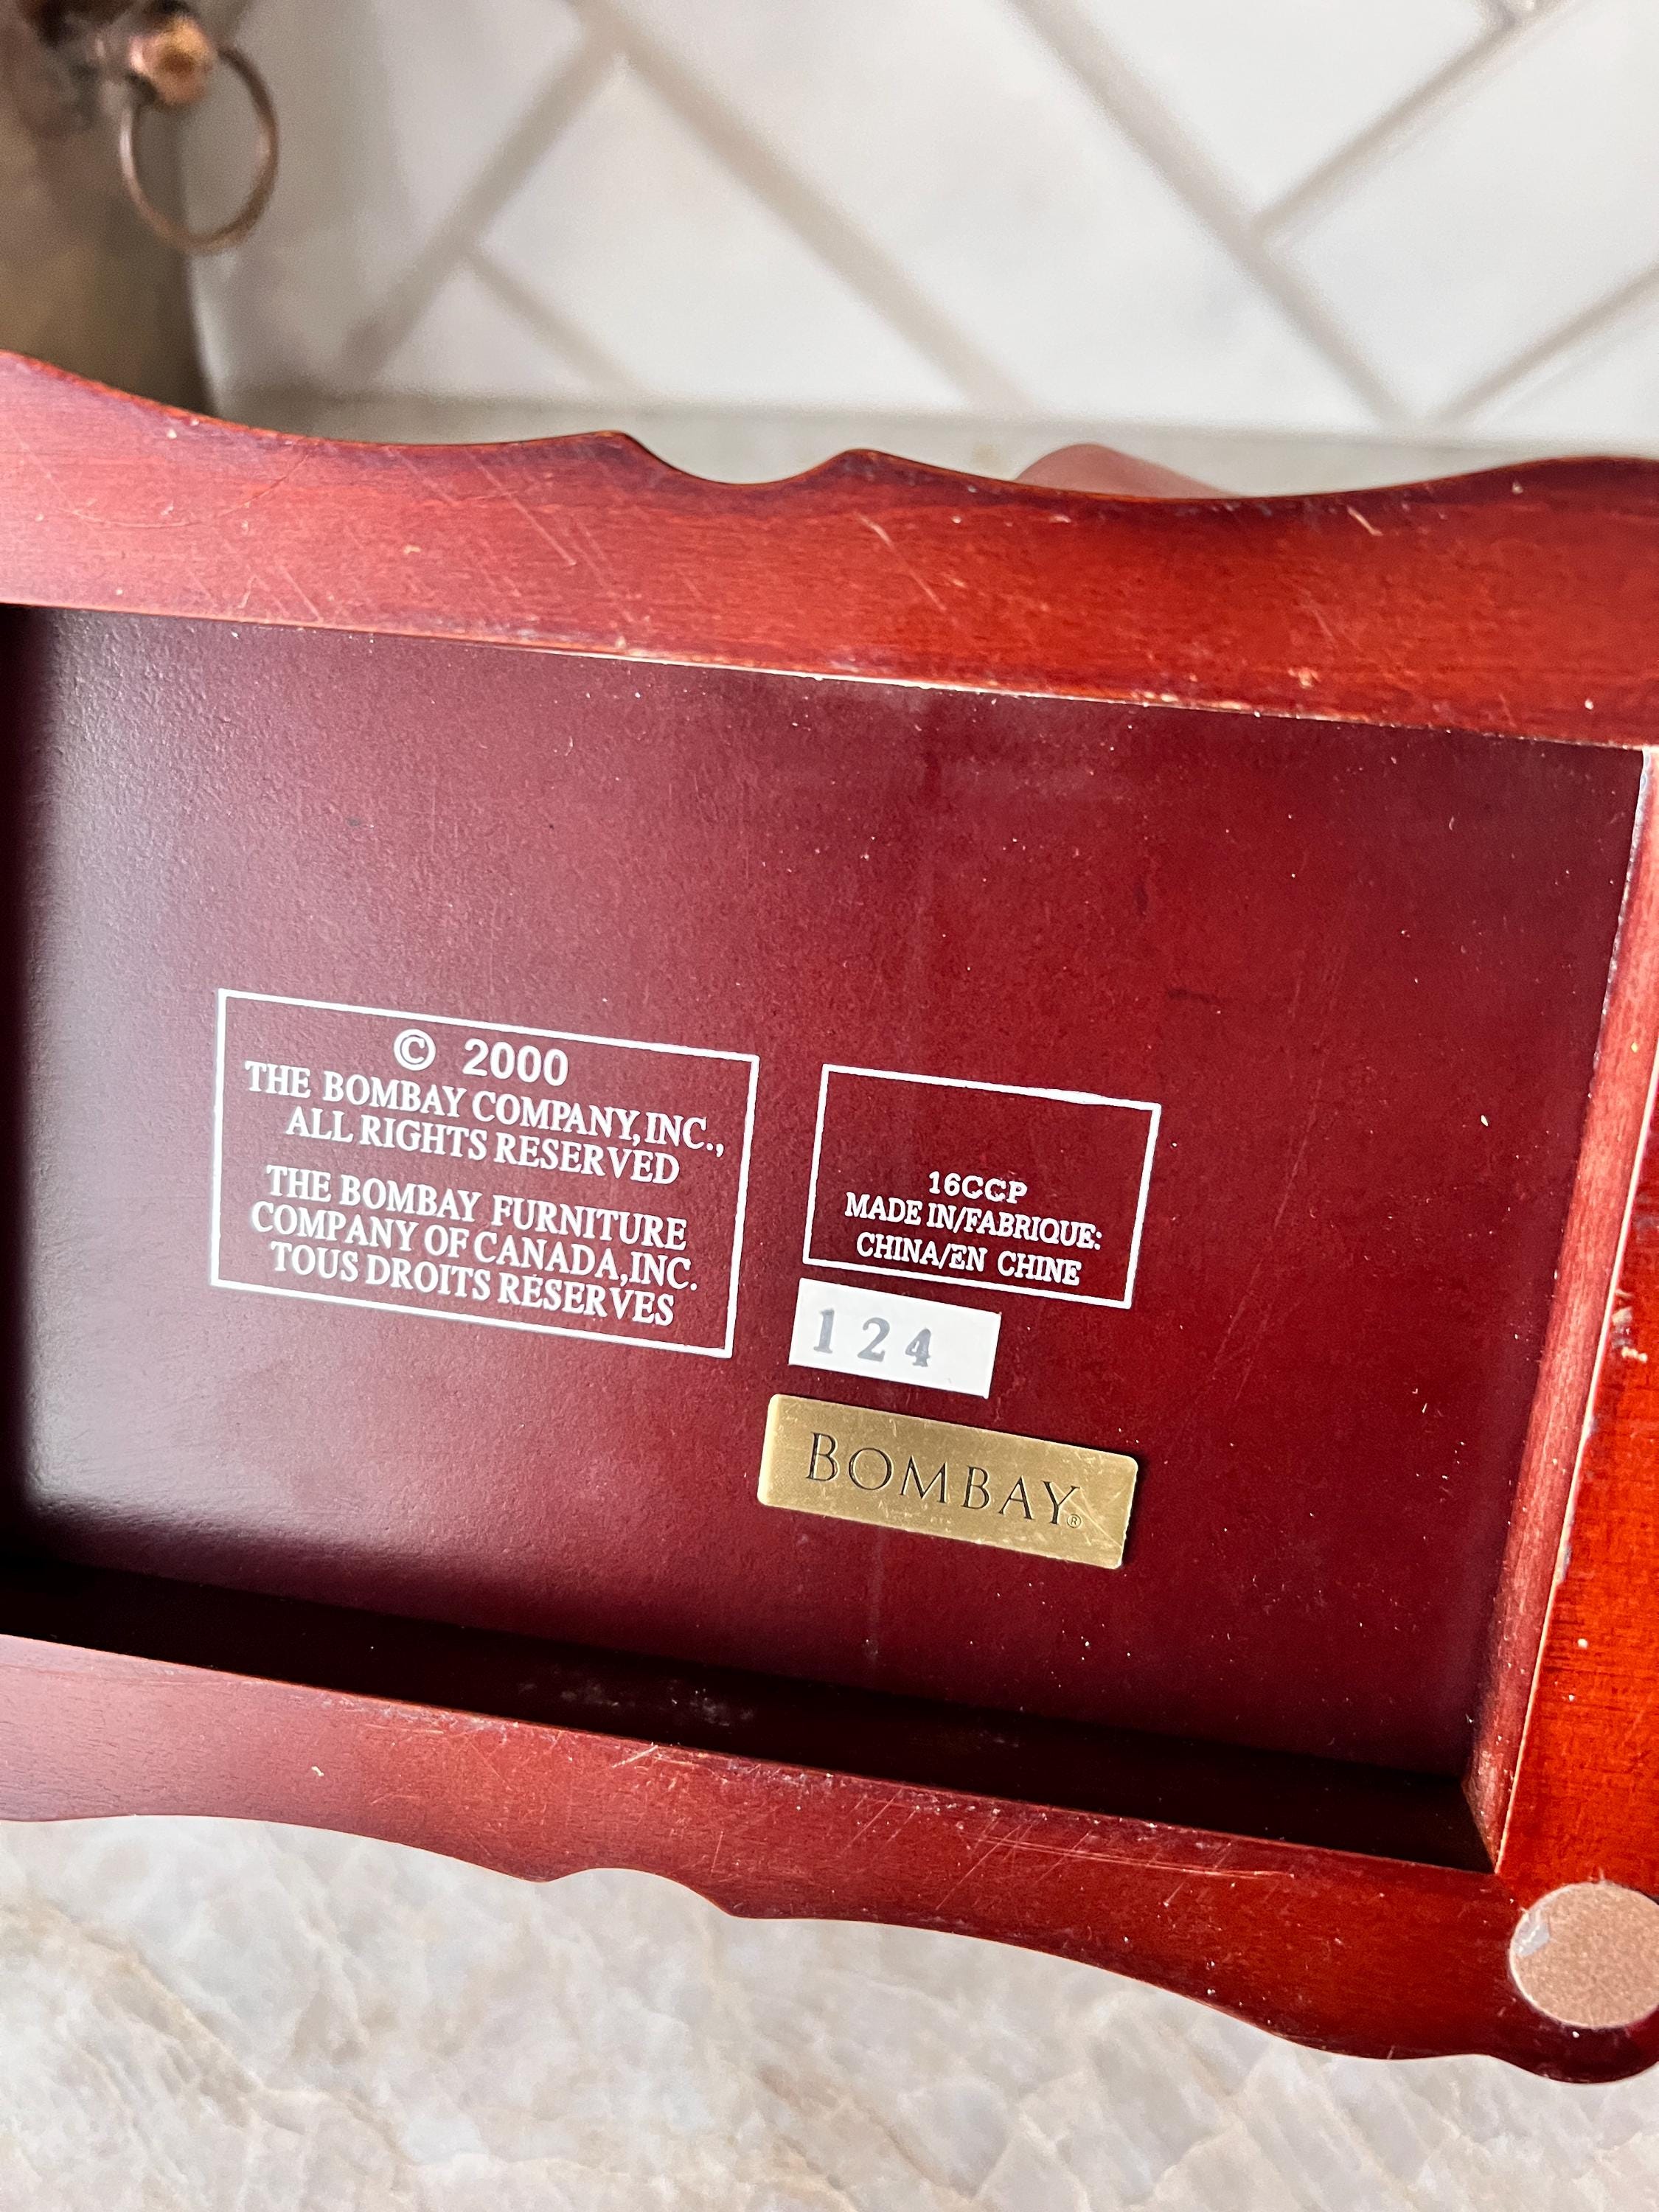 © 2000
THE BOMBAY COMPANY, INC.,
ALL RIGHTS RESERVED
THE BOMBAY FURNITURE
COMPANY OF CANADA, INC.
TOUS DROITS RÉSERVES
16CCP
MADE IN/FABRIQUE:
CHINA/EN CHINE
124
BOMBAY®